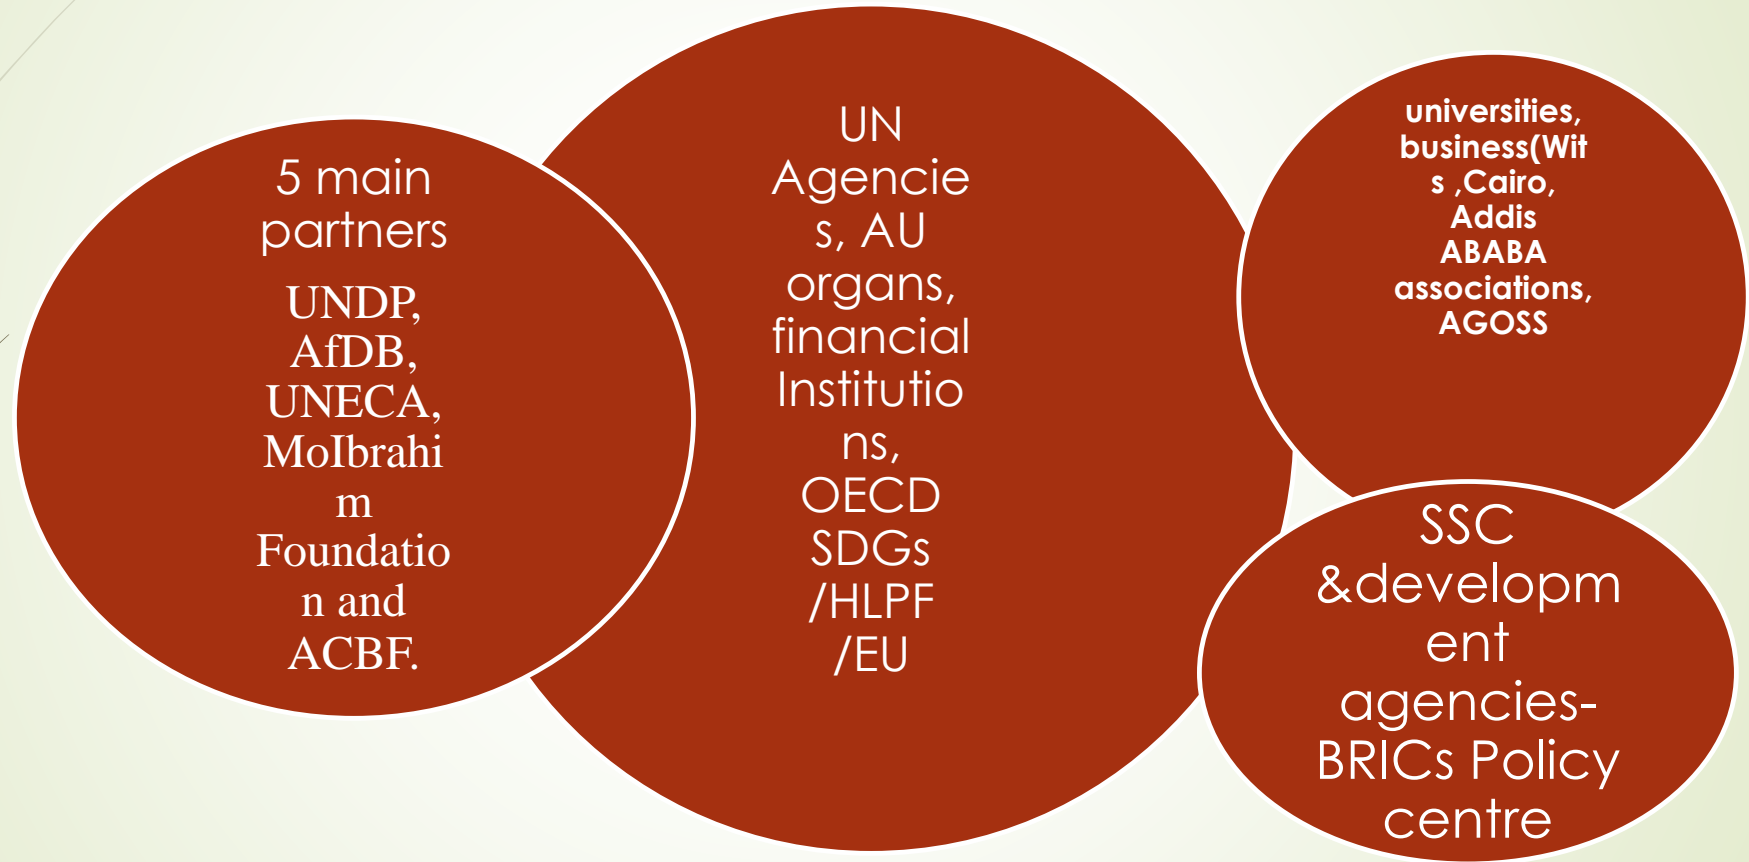 5 main
partners
UNDP,
AfDB,
UNECA,
MoIbrahi
m
Foundatio
n and
ACBF.
UN
Agencie
s, AU
organs,
financial
Institutio
ns,
OECD
SDGs
/HLPF
/EU
universities,
business(Wit
s ,Cairo,
Addis
ABABA
associations,
AGOSS
SSC
&developm
ent
agencies-
BRICs Policy
centre